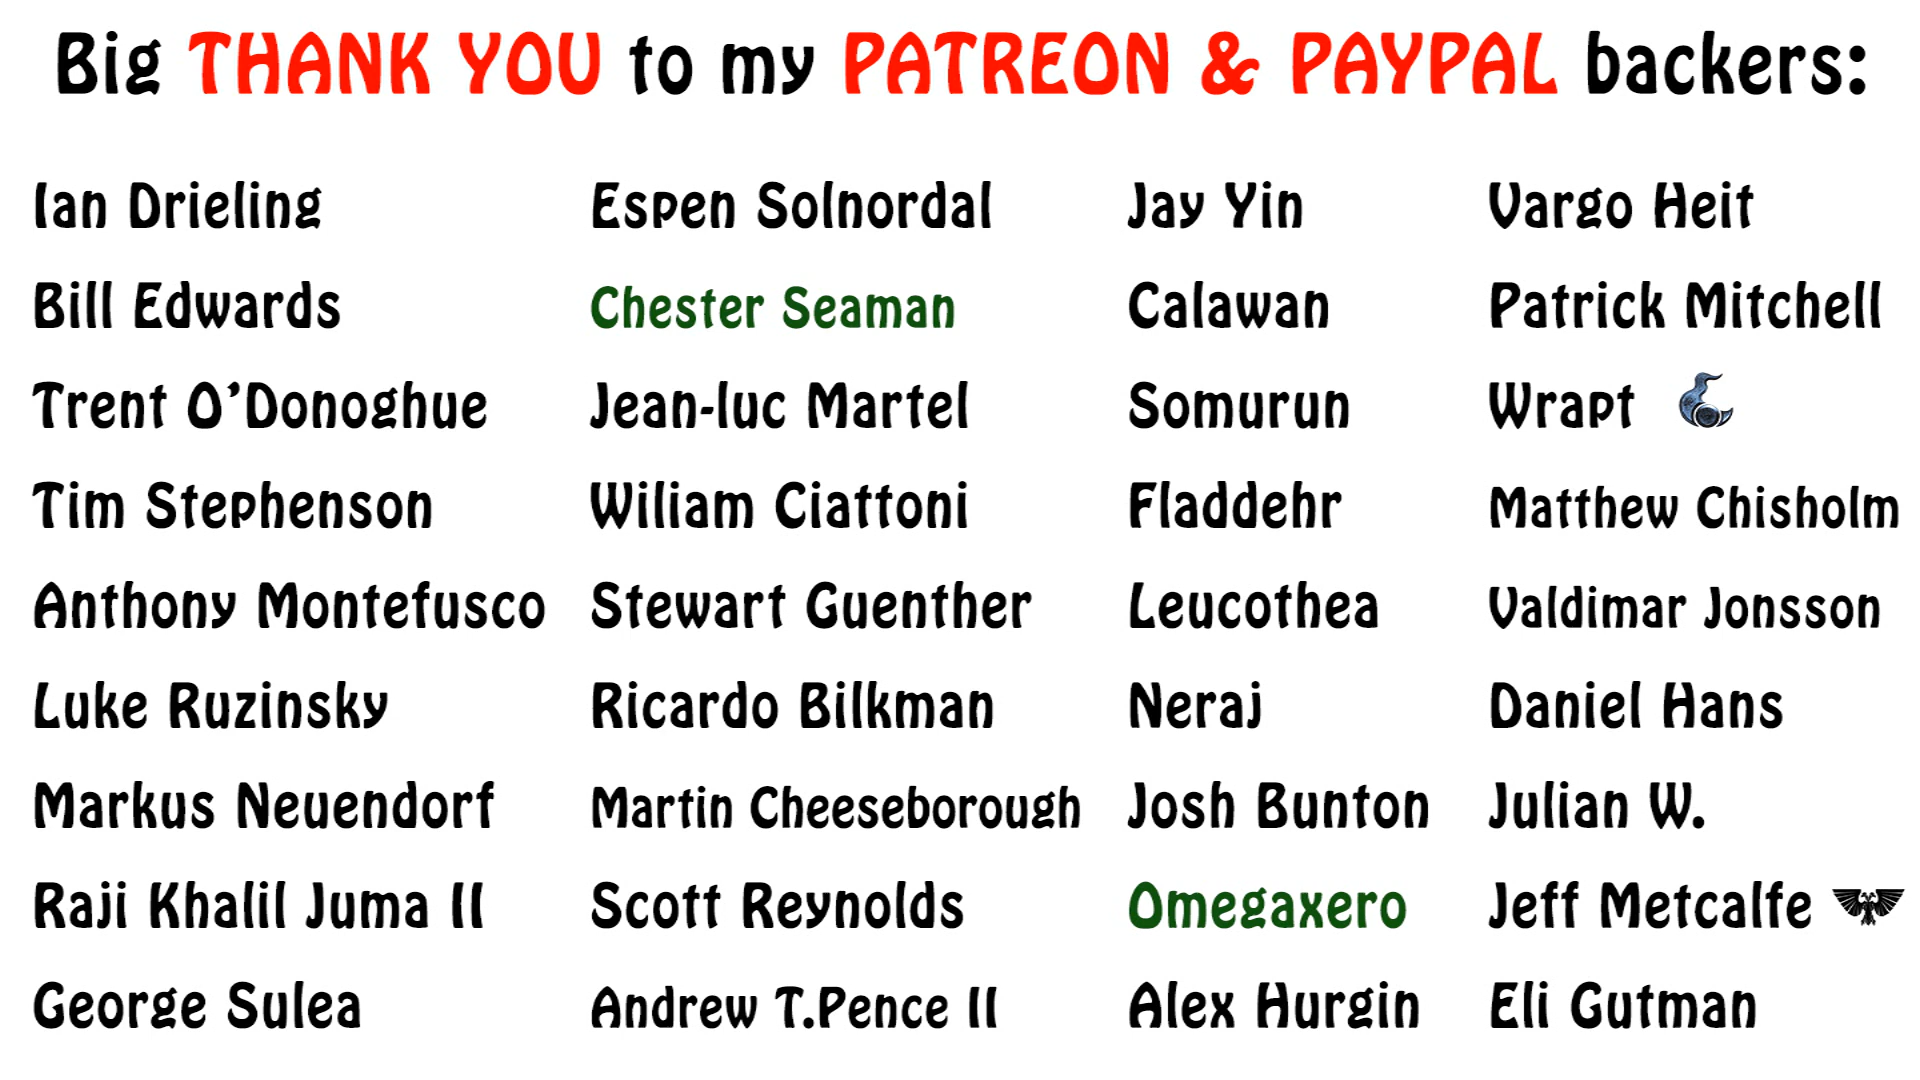 Big THANK YOU to my PATREON & PAYPAL backers:
Ian Drieling
Bill Edwards
Trent O'Donoghue
Tim Stephenson
Anthony Montefusco
Luke Ruzinsky
Markus Neuendorf
Raji Khalil Juma II
George Sulea
Espen Solnordal
Chester Seaman
Jean-luc Martel
Wiliam Ciattoni
Stewart Guenther
Ricardo Bilkman
Martin Cheeseborough
Scott Reynolds
Andrew T.Pence II
Jay Yin
Calawan
Somurun
Fladdehr
Leucothea
Neraj
Josh Bunton
Omegaxero
Alex Hurgin
Vargo Heit
Patrick Mitchell
Wrapt
Matthew Chisholm
Valdimar Jonsson
Daniel Hans
Julian W.
Jeff Metcalfe
Eli Gutman